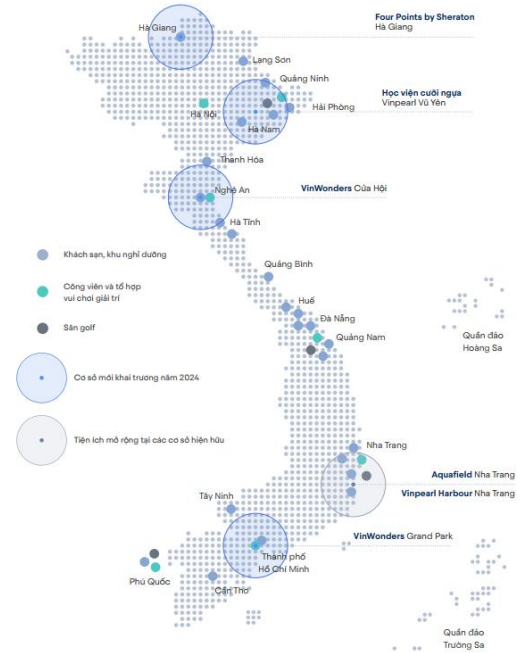 Four Points by Sheraton
Hà Giang
Hà Giang
Lạng Sơn
Quảng Ninh
Học viện cưỡi ngựa
Vinpearl Vũ Yên
Hải Phòng
Hà Nội
Hà Nam
Thanh Hóa
Nghệ An
VinWonders Cửa Hội
Hà Tĩnh
Khách sạn, khu nghỉ dưỡng
Quảng Bình
Công viên và tổ hợp
vui chơi giải trí
Huế
Đà Nẵng
Sân golf
Quảng Nam
Quần đảo
Hoàng Sa
Cơ sở mới khai trương năm 2024
Tiện ích mở rộng tại các cơ sở hiện hữu
Nha Trang
Aquafield Nha Trang
Vinpearl Harbour Nha Trang
Tây Ninh
VinWonders Grand Park
Thành phố
Hồ Chí Minh
Phú Quốc
Cần Thơ
Quần đảo
Trường Sa